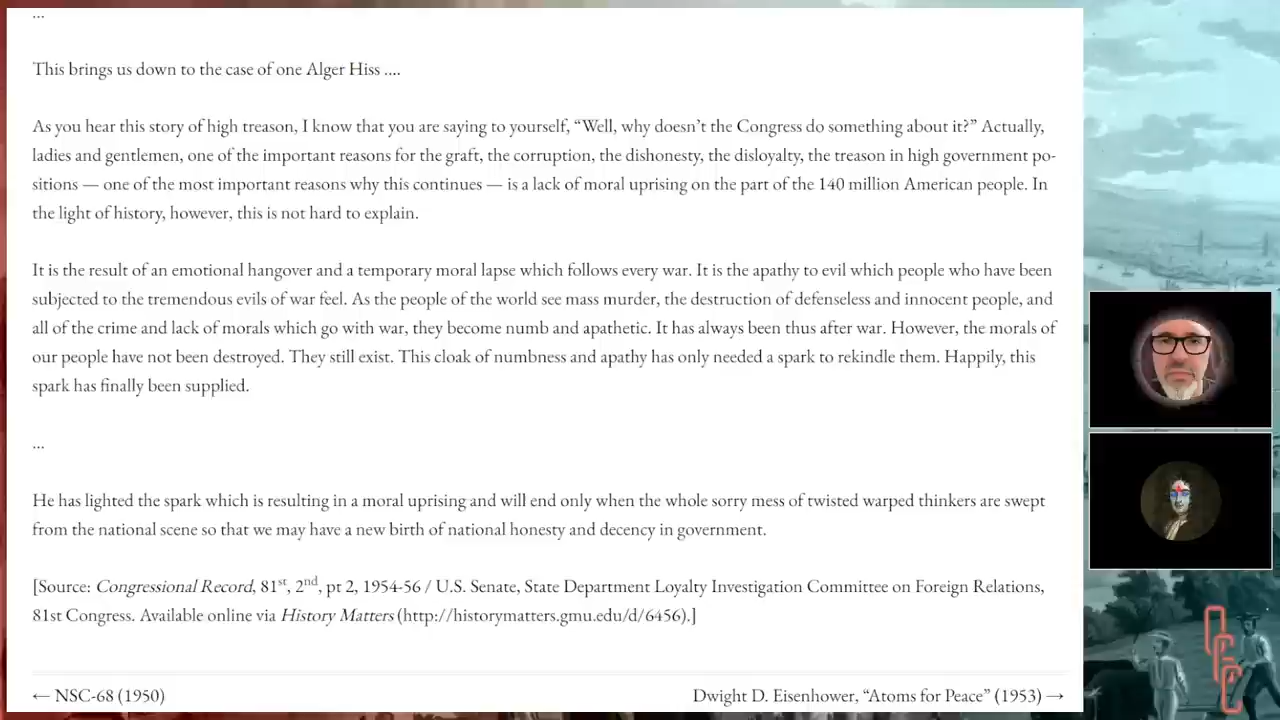 ...
This brings us down to the case of one Alger Hiss ....
As you hear this story of high treason, I know that you are saying to yourself, “Well, why doesn’t the Congress do something about it?” Actually,
ladies and gentlemen, one of the important reasons for the graft, the corruption, the dishonesty, the disloyalty, the treason in high government po-
sitions — one of the most important reasons why this continues — is a lack of moral uprising on the part of the 140 million American people. In
the light of history, however, this is not hard to explain.
It is the result of an emotional hangover and a temporary moral lapse which follows every war. It is the apathy to evil which people who have been
subjected to the tremendous evils of war feel. As the people of the world see mass murder, the destruction of defenseless and innocent people, and
all of the crime and lack of morals which go with war, they become numb and apathetic. It has always been thus after war. However, the morals of
our people have not been destroyed. They still exist. This cloak of numbness and apathy has only needed a spark to rekindle them. Happily, this
spark has finally been supplied.
...
He has lighted the spark which is resulting in a moral uprising and will end only when the whole sorry mess of twisted warped thinkers are swept
from the national scene so that we may have a new birth of national honesty and decency in government.
[Source: Congressional Record, 81st, 2nd, pt 2, 1954-56 / U.S. Senate, State Department Loyalty Investigation Committee on Foreign Relations,
81st Congress. Available online via History Matters (http://historymatters.gmu.edu/d/6456).]
← NSC-68 (1950)
Dwight D. Eisenhower, “Atoms for Peace” (1953) →